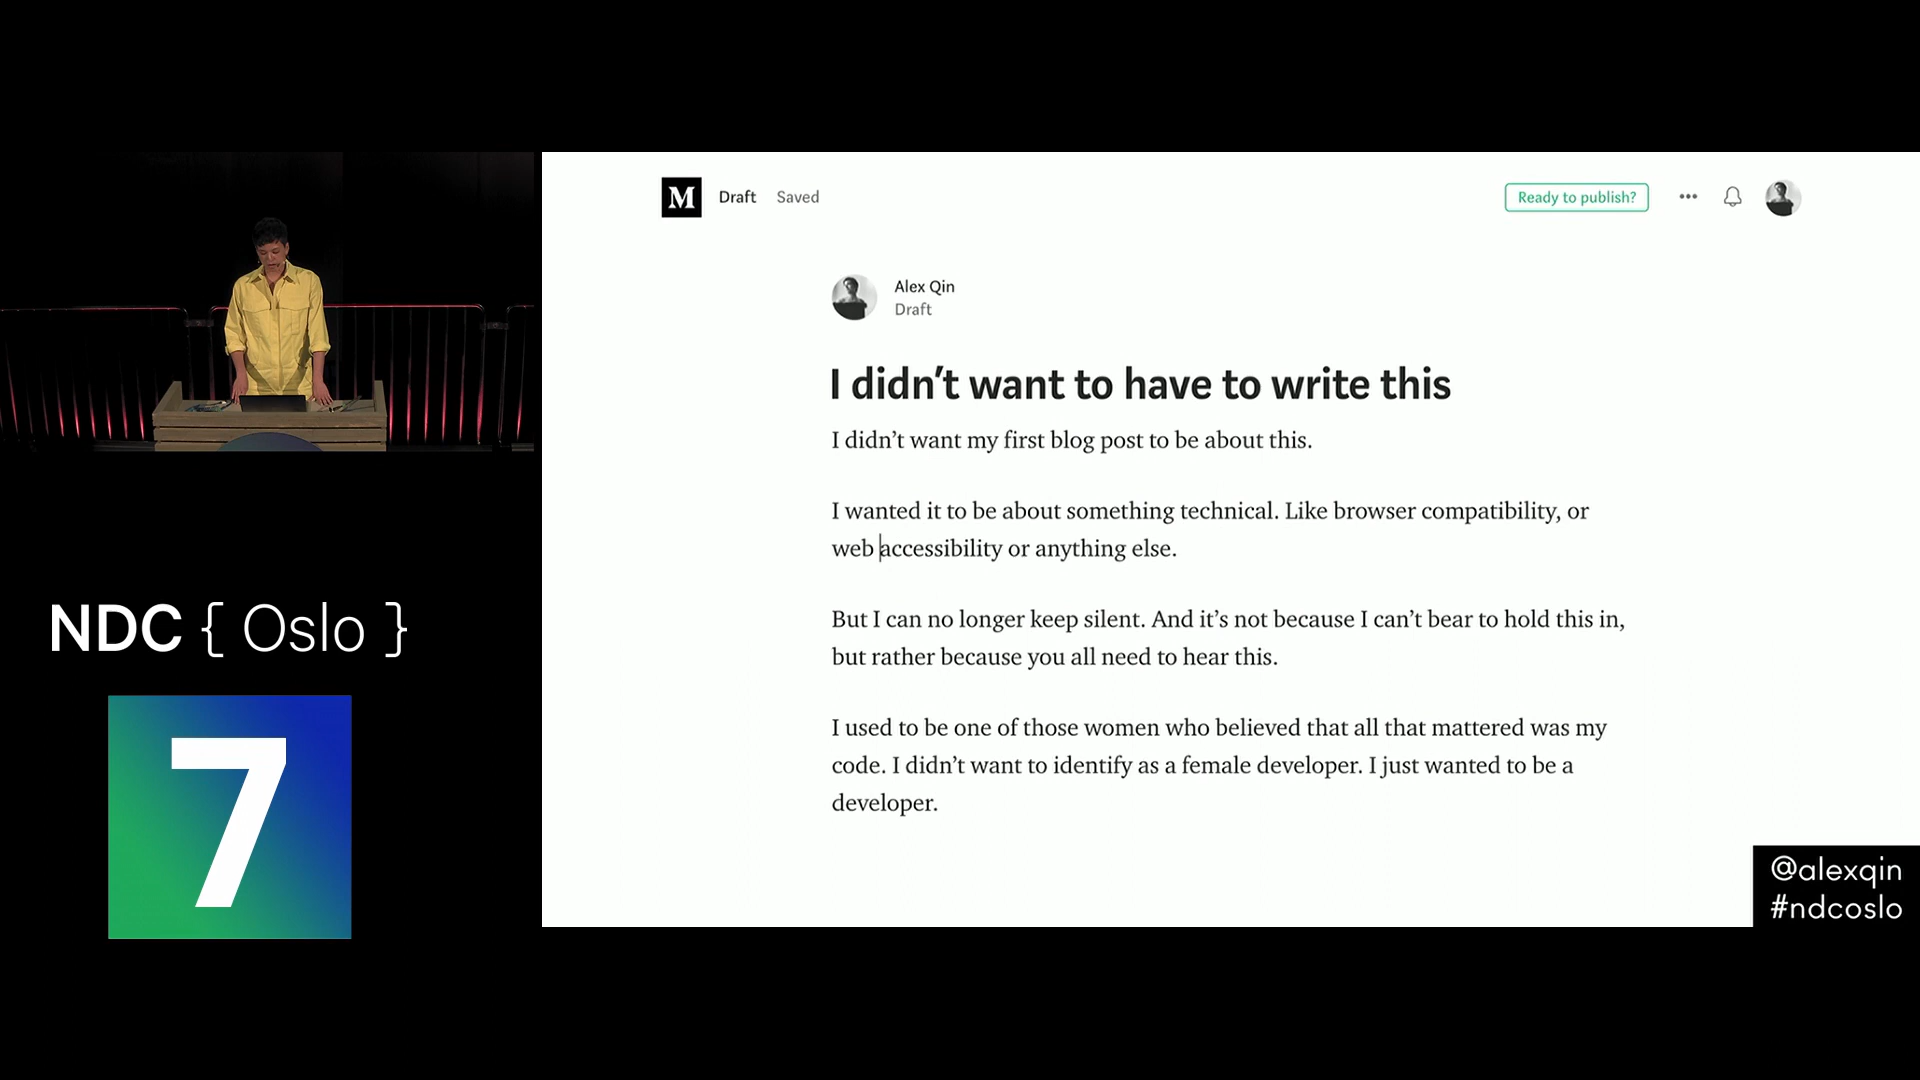 M Draft Saved Ready to publish? •••
Alex Qin
Draft
I didn't want to have to write this
I didn’t want my first blog post to be about this.
I wanted it to be about something technical. Like browser compatibility, or
web accessibility or anything else.
But I can no longer keep silent. And it’s not because I can’t bear to hold this in,
but rather because you all need to hear this.
I used to be one of those women who believed that all that mattered was my
code. I didn’t want to identify as a female developer. I just wanted to be a
developer.
NDC { Oslo }
7
@alexqin
#ndcoslo